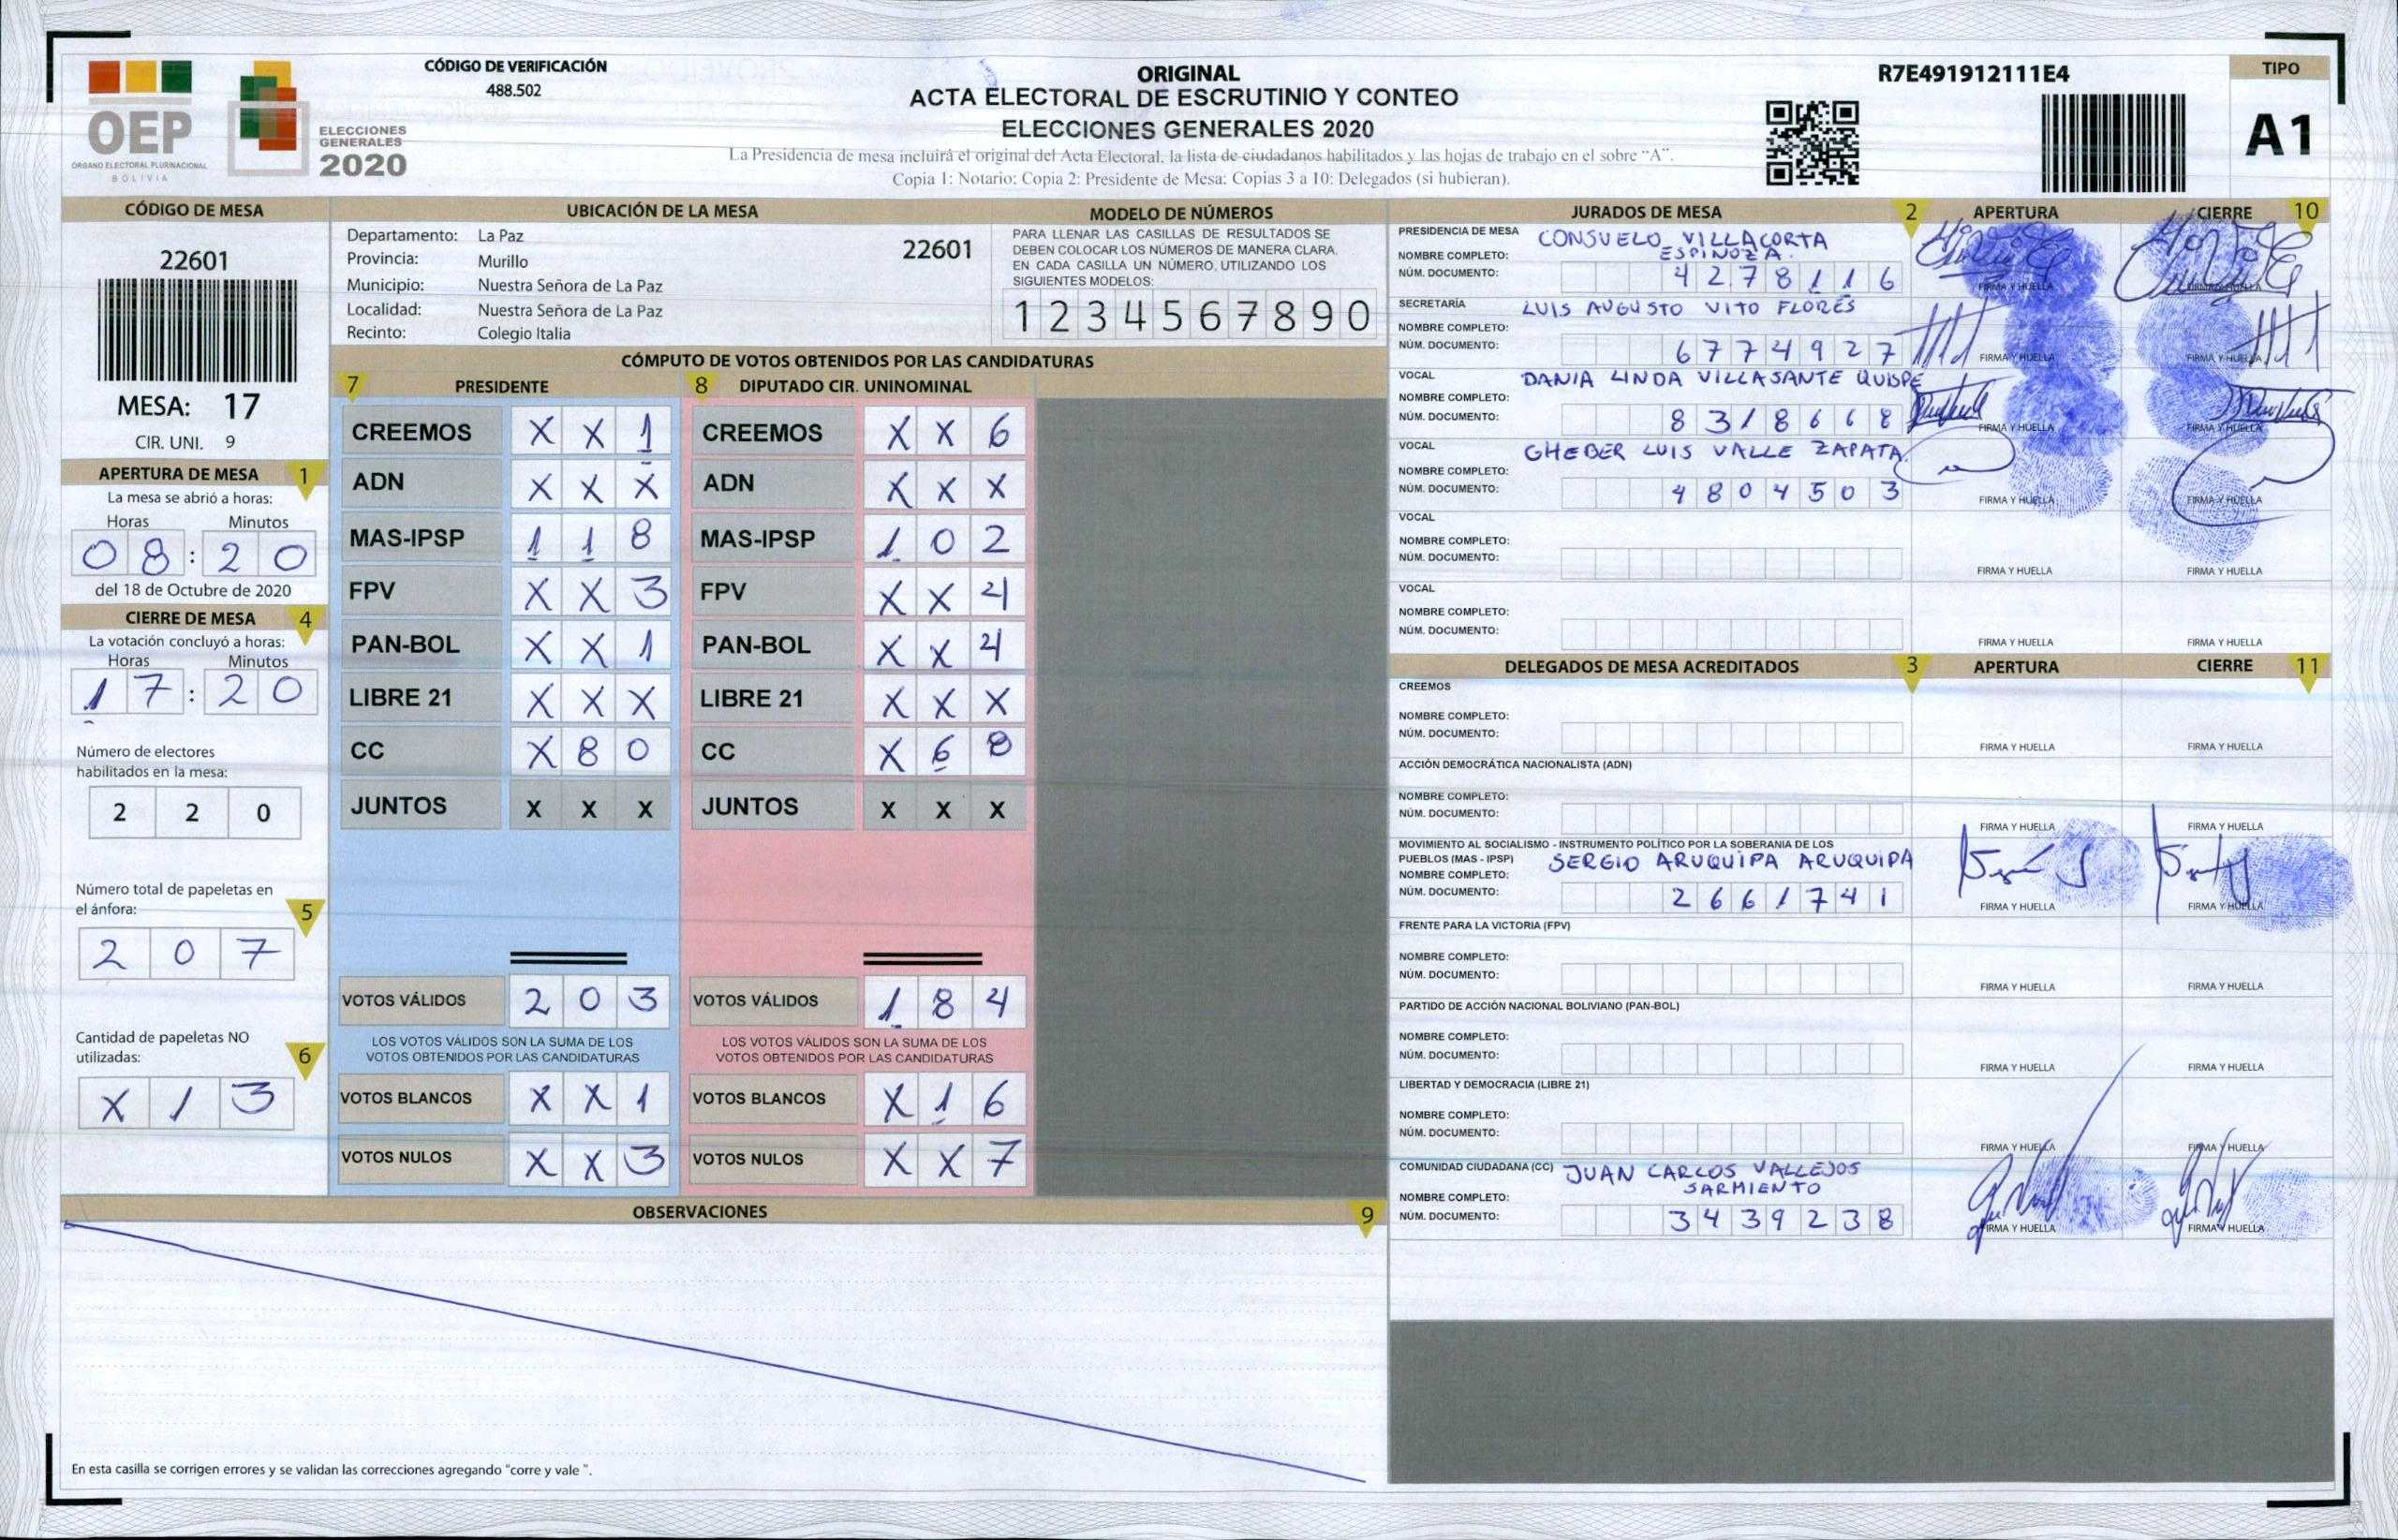 OEP
ÓRGANO ELECTORAL PLURINACIONAL
BOLIVIA
ELECCIONES
GENERALES
2020
CÓDIGO DE VERIFICACIÓN
488.502
ORIGINAL
ACTA ELECTORAL DE ESCRUTINIO Y CONTEO
ELECCIONES GENERALES 2020
La Presidencia de mesa incluirá el original del Acta Electoral, la lista de ciudadanos habilitados y las hojas de trabajo en el sobre "A".
Copia 1: Notario; Copia 2: Presidente de Mesa; Copias 3 a 10: Delegados (si hubieran).
R7E491912111E4
TIPO
A1
CÓDIGO DE MESA
22601
MESA: 17
CIR. UNI. 9
APERTURA DE MESA 1
La mesa se abrió a horas:
Horas Minutos
08:20
del 18 de Octubre de 2020
CIERRE DE MESA 4
La votación concluyó a horas:
Horas Minutos
17:20
Número de electores
habilitados en la mesa:
2 2 0
Número total de papeletas en
el ánfora: 5
2 0 7
Cantidad de papeletas NO
utilizadas: 6
X 1 3
UBICACIÓN DE LA MESA
Departamento: La Paz 22601
Provincia: Murillo
Municipio: Nuestra Señora de La Paz
Localidad: Nuestra Señora de La Paz
Recinto: Colegio Italia
MODELO DE NÚMEROS
PARA LLENAR LAS CASILLAS DE RESULTADOS SE
DEBEN COLOCAR LOS NÚMEROS DE MANERA CLARA.
EN CADA CASILLA UN NÚMERO, UTILIZANDO LOS
SIGUIENTES MODELOS:
1 2 3 4 5 6 7 8 9 0
CÓMPUTO DE VOTOS OBTENIDOS POR LAS CANDIDATURAS
7 PRESIDENTE 8 DIPUTADO CIR. UNINOMINAL
CREEMOS X X 1 CREEMOS X X 6
ADN X X X ADN X X X
MAS-IPSP 1 1 8 MAS-IPSP 1 0 2
FPV X X 3 FPV X X 4
PAN-BOL X X 1 PAN-BOL X X 4
LIBRE 21 X X X LIBRE 21 X X X
CC X 8 0 CC X 6 8
JUNTOS X X X JUNTOS X X X
VOTOS VÁLIDOS 2 0 3 VOTOS VÁLIDOS 1 8 4
LOS VOTOS VÁLIDOS SON LA SUMA DE LOS LOS VOTOS VÁLIDOS SON LA SUMA DE LOS
VOTOS OBTENIDOS POR LAS CANDIDATURAS VOTOS OBTENIDOS POR LAS CANDIDATURAS
VOTOS BLANCOS X X 1 VOTOS BLANCOS X 1 6
VOTOS NULOS X X 3 VOTOS NULOS X X 7
OBSERVACIONES 9
En esta casilla se corrigen errores y se validan las correcciones agregando "corre y vale ".
JURADOS DE MESA 2 APERTURA CIERRE 10
PRESIDENCIA DE MESA CONSUELO VILLACORTA
NOMBRE COMPLETO: ESPINOZA.
NÚM. DOCUMENTO: 4278116 FIRMA Y HUELLA FIRMA Y HUELLA
SECRETARÍA LUIS AUGUSTO VITO FLORES
NOMBRE COMPLETO:
NÚM. DOCUMENTO: 6774927 FIRMA Y HUELLA FIRMA Y HUELLA
VOCAL DANIA LINDA VILLASANTE QUISPE
NOMBRE COMPLETO:
NÚM. DOCUMENTO: 8318668 FIRMA Y HUELLA FIRMA Y HUELLA
VOCAL GHEBER LUIS VALLE ZAPATA.
NOMBRE COMPLETO:
NÚM. DOCUMENTO: 4804503 FIRMA Y HUELLA FIRMA Y HUELLA
VOCAL
NOMBRE COMPLETO:
NÚM. DOCUMENTO: FIRMA Y HUELLA FIRMA Y HUELLA
VOCAL
NOMBRE COMPLETO:
NÚM. DOCUMENTO: FIRMA Y HUELLA FIRMA Y HUELLA
DELEGADOS DE MESA ACREDITADOS 3 APERTURA CIERRE 11
CREEMOS
NOMBRE COMPLETO:
NÚM. DOCUMENTO: FIRMA Y HUELLA FIRMA Y HUELLA
ACCIÓN DEMOCRÁTICA NACIONALISTA (ADN)
NOMBRE COMPLETO:
NÚM. DOCUMENTO: FIRMA Y HUELLA FIRMA Y HUELLA
MOVIMIENTO AL SOCIALISMO - INSTRUMENTO POLÍTICO POR LA SOBERANIA DE LOS
PUEBLOS (MAS - IPSP) SERGIO ARUQUIPA ARUQUIPA
NOMBRE COMPLETO:
NÚM. DOCUMENTO: 2661741 FIRMA Y HUELLA FIRMA Y HUELLA
FRENTE PARA LA VICTORIA (FPV)
NOMBRE COMPLETO:
NÚM. DOCUMENTO: FIRMA Y HUELLA FIRMA Y HUELLA
PARTIDO DE ACCIÓN NACIONAL BOLIVIANO (PAN-BOL)
NOMBRE COMPLETO:
NÚM. DOCUMENTO: FIRMA Y HUELLA FIRMA Y HUELLA
LIBERTAD Y DEMOCRACIA (LIBRE 21)
NOMBRE COMPLETO:
NÚM. DOCUMENTO: FIRMA Y HUELLA FIRMA Y HUELLA
COMUNIDAD CIUDADANA (CC) JUAN CARLOS VALLEJOS
SARMIENTO
NOMBRE COMPLETO:
NÚM. DOCUMENTO: 3439238 FIRMA Y HUELLA FIRMA Y HUELLA